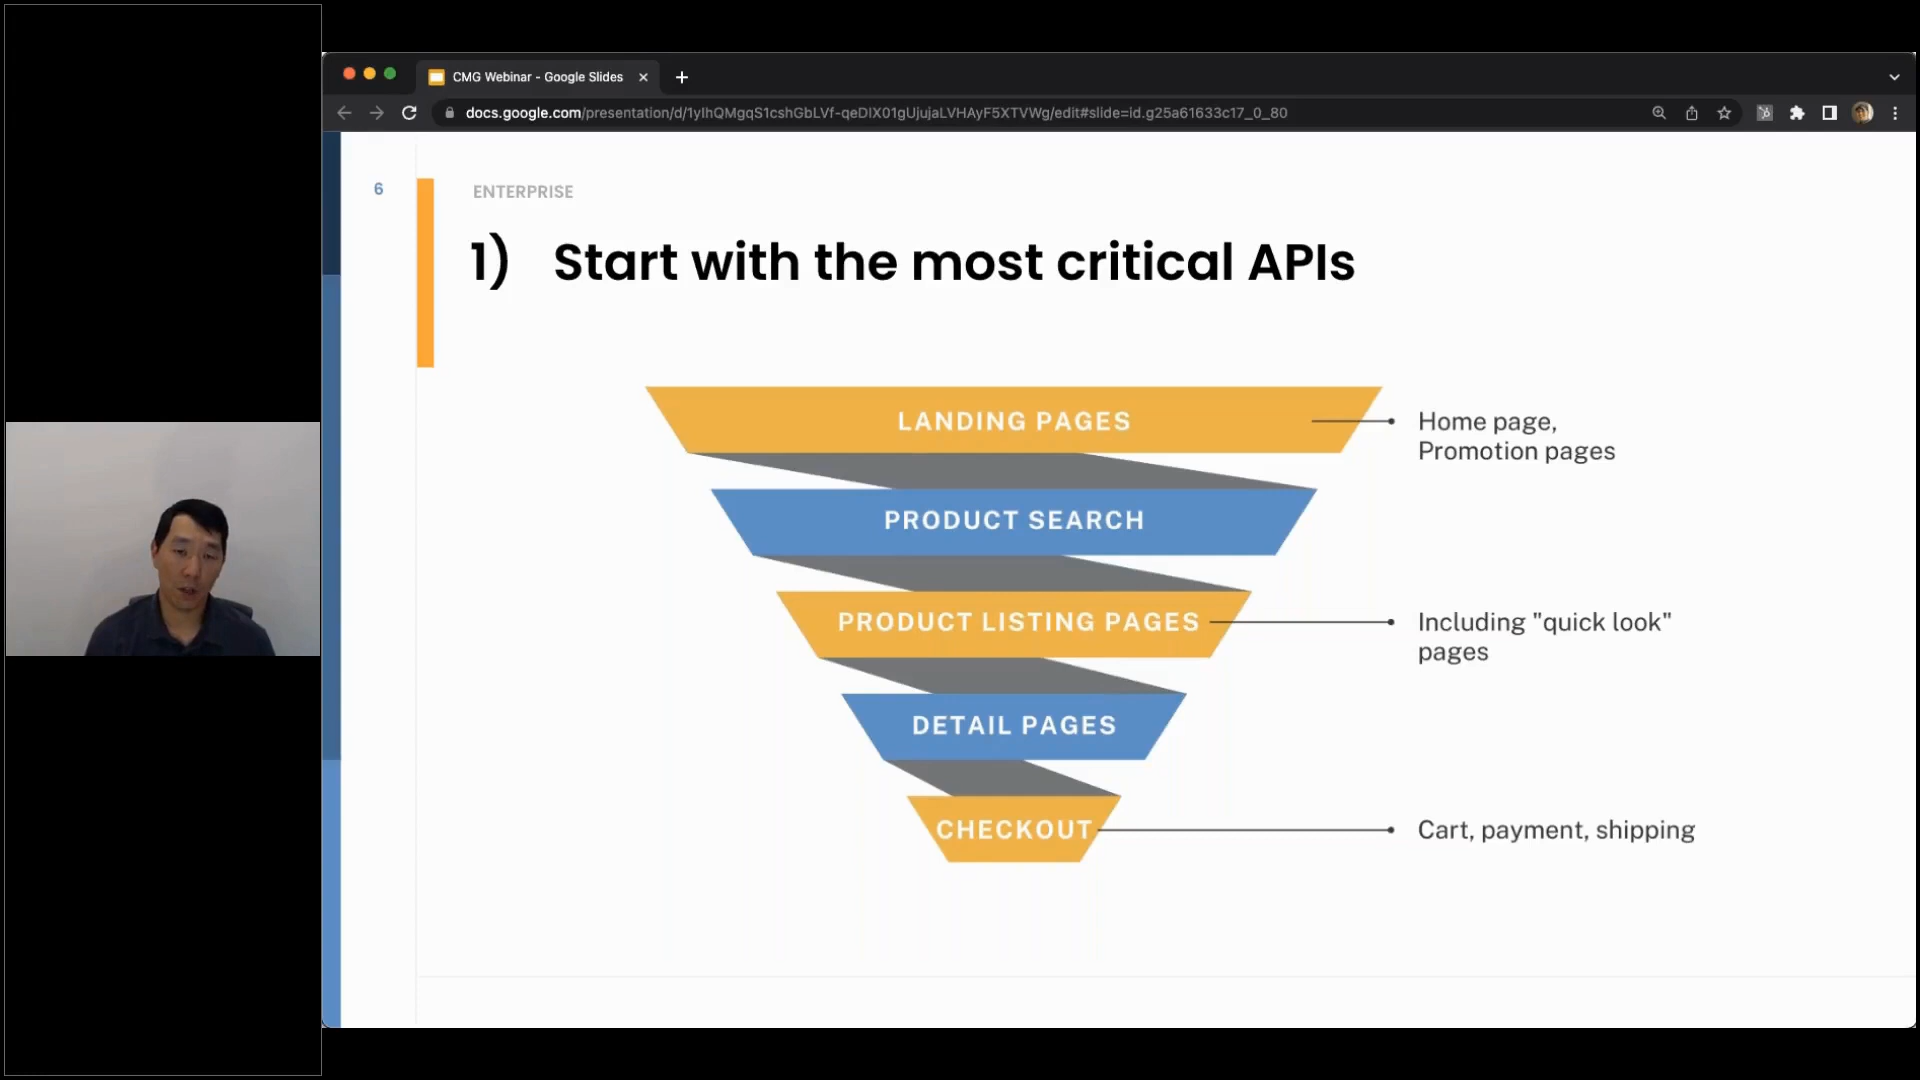 CMG Webinar - Google Slides
docs.google.com/presentation/d/1yIhQMgqS1cshGbLVf-qeDIX01gUjujaLVHAyF5XTVWg/edit#slide=id.g25a61633c17_0_80
6
ENTERPRISE
1) Start with the most critical APIs
LANDING PAGES
Home page,
Promotion pages
PRODUCT SEARCH
PRODUCT LISTING PAGES
Including "quick look"
pages
DETAIL PAGES
CHECKOUT
Cart, payment, shipping